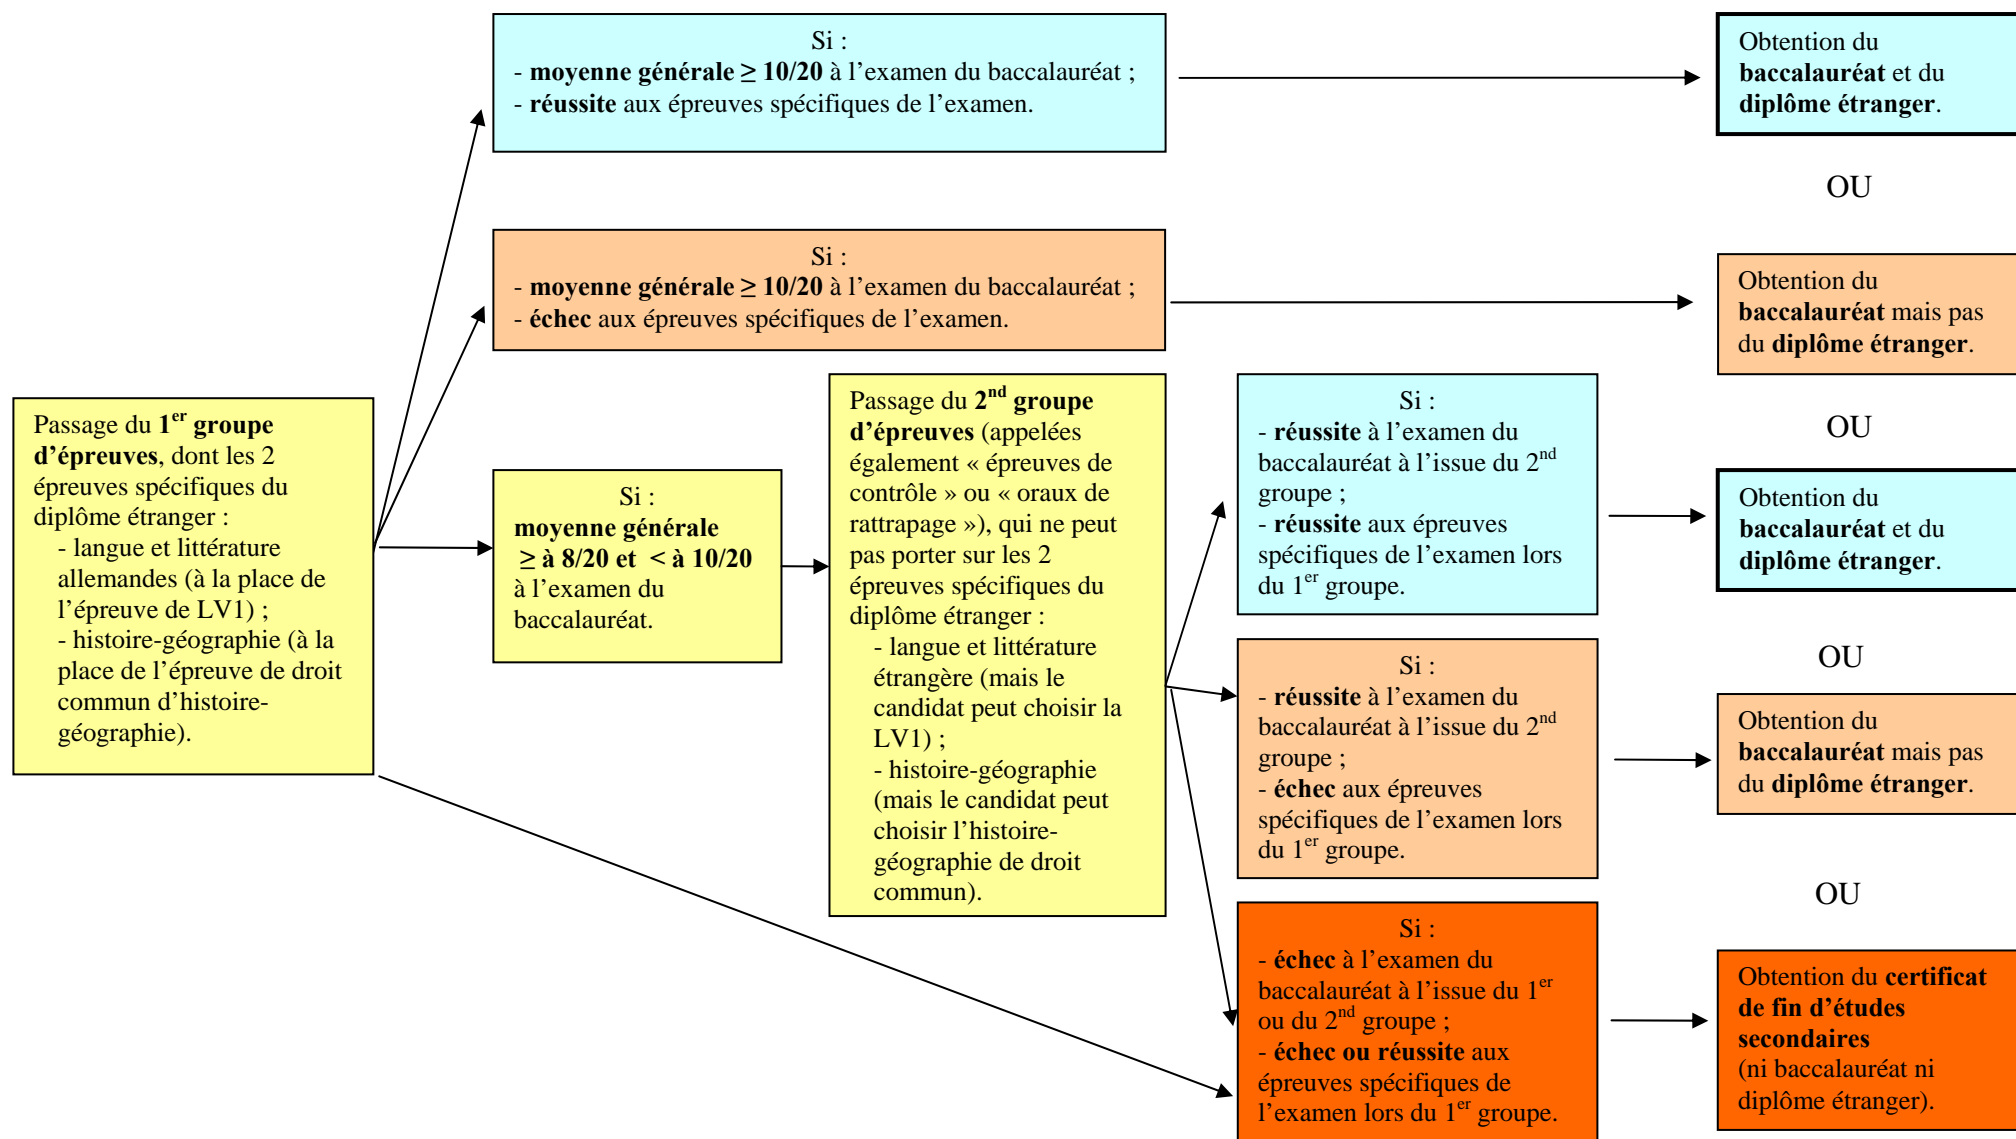 Si :
- moyenne générale ≥ 10/20 à l’examen du baccalauréat ;
- réussite aux épreuves spécifiques de l’examen.
Obtention du
baccalauréat et du
diplôme étranger.
OU
Si :
- moyenne générale ≥ 10/20 à l’examen du baccalauréat ;
- échec aux épreuves spécifiques de l’examen.
Obtention du
baccalauréat mais pas
du diplôme étranger.
OU
Passage du 1er groupe
d’épreuves, dont les 2
épreuves spécifiques du
diplôme étranger :
- langue et littérature
allemandes (à la place de
l’épreuve de LV1) ;
- histoire-géographie (à la
place de l’épreuve de droit
commun d’histoire-
géographie).
Si :
moyenne générale
≥ à 8/20 et < à 10/20
à l’examen du
baccalauréat.
Passage du 2nd groupe
d’épreuves (appelées
également « épreuves de
contrôle » ou « oraux de
rattrapage »), qui ne peut
pas porter sur les 2
épreuves spécifiques du
diplôme étranger :
- langue et littérature
étrangère (mais le
candidat peut choisir la
LV1) ;
- histoire-géographie
(mais le candidat peut
choisir l’histoire-
géographie de droit
commun).
Si :
- réussite à l’examen du
baccalauréat à l’issue du 2nd
groupe ;
- réussite aux épreuves
spécifiques de l’examen lors
du 1er groupe.
Obtention du
baccalauréat et du
diplôme étranger.
OU
Si :
- réussite à l’examen du
baccalauréat à l’issue du 2nd
groupe ;
- échec aux épreuves
spécifiques de l’examen lors
du 1er groupe.
Obtention du
baccalauréat mais pas
du diplôme étranger.
OU
Si :
- échec à l’examen du
baccalauréat à l’issue du 1er
ou du 2nd groupe ;
- échec ou réussite aux
épreuves spécifiques de
l’examen lors du 1er groupe.
Obtention du certificat
de fin d’études
secondaires
(ni baccalauréat ni
diplôme étranger).